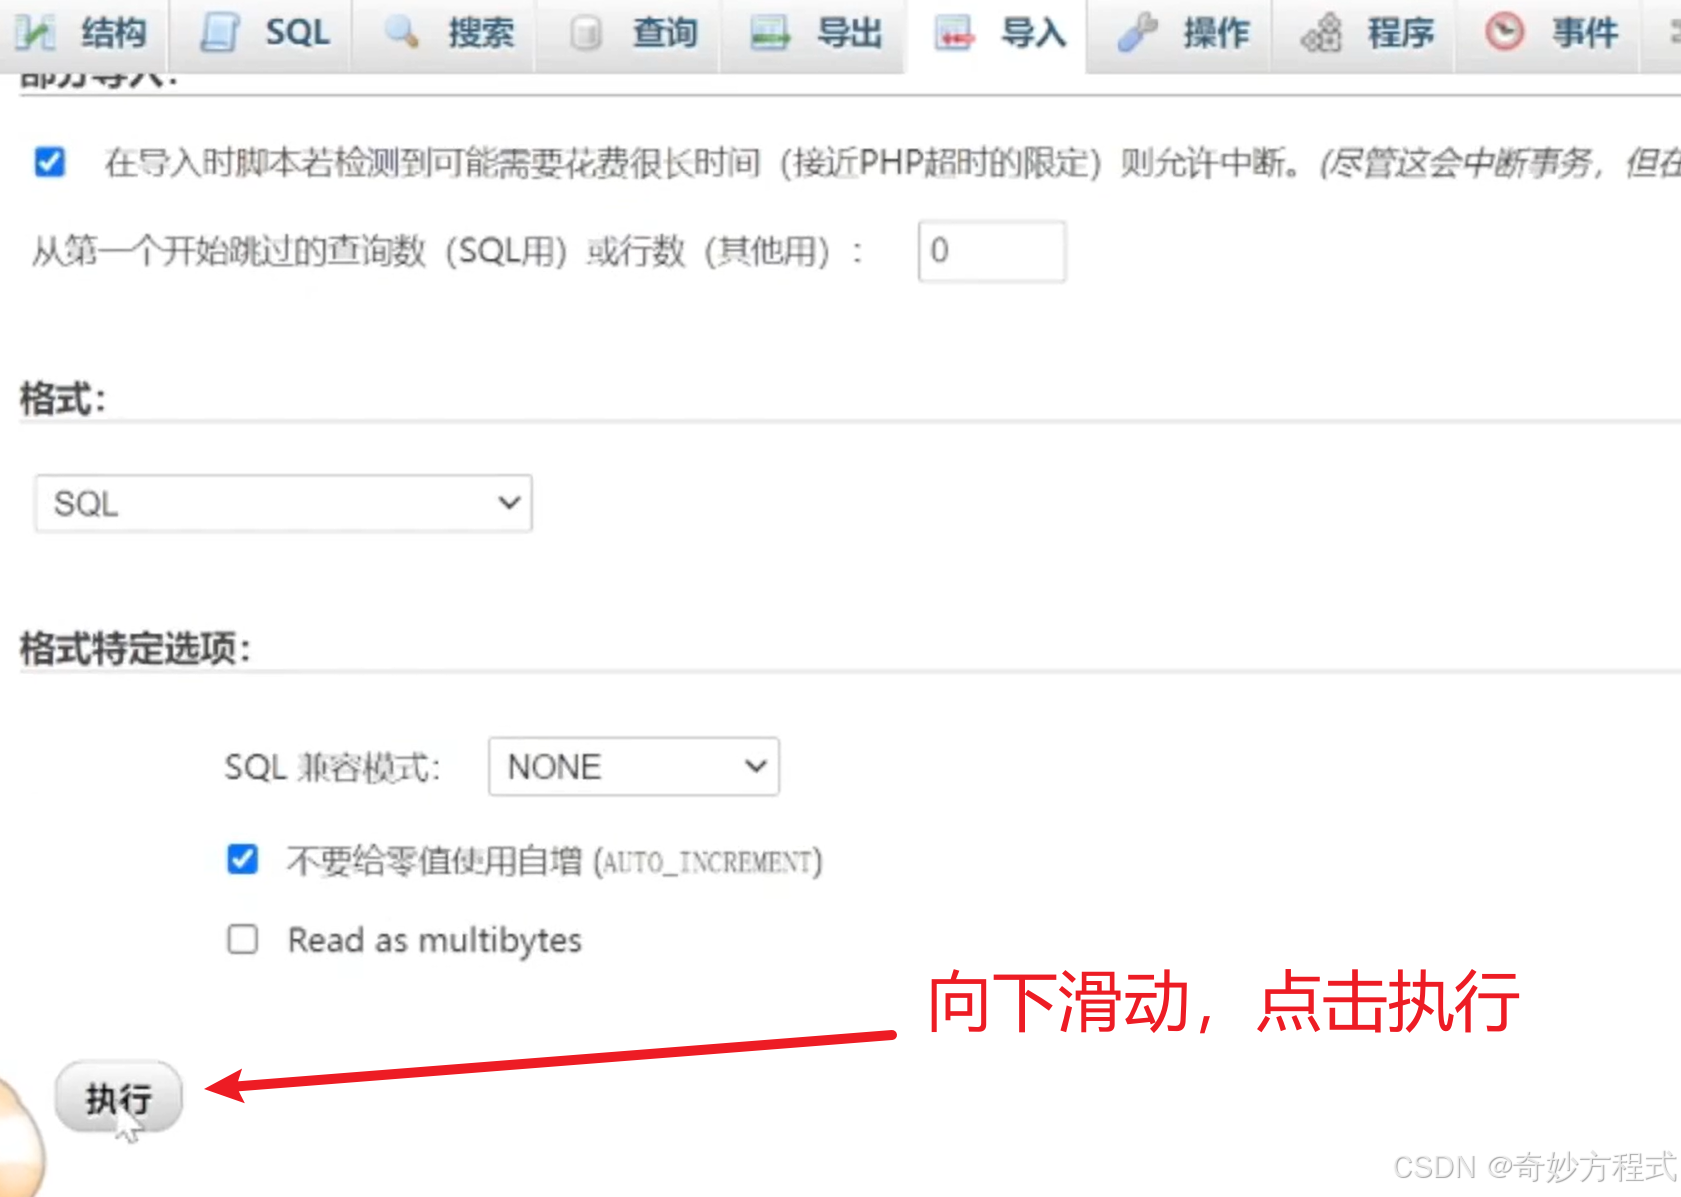 结构 SQL 搜索 查询 导出 导入 操作 程序 事件
部分导入:
在导入时脚本若检测到可能需要花费很长时间（接近PHP超时的限定）则允许中断。(尽管这会中断事务，但在
从第一个开始跳过的查询数（SQL用）或行数（其他用）: 0
格式:
SQL
格式特定选项:
SQL 兼容模式: NONE
不要给零值使用自增 (AUTO_INCREMENT)
Read as multibytes
向下滑动，点击执行
执行
CSDN @奇妙方程式